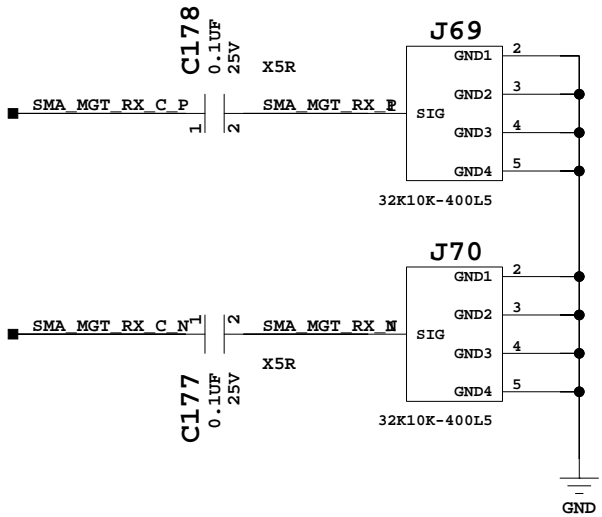 C178
0.1UF
25V
X5R
SMA_MGT_RX_C_P
1
2
SMA_MGT_RX_P
1
J69
SIG
GND1
2
GND2
3
GND3
4
GND4
5
32K10K-400L5
J70
SMA_MGT_RX_C_N
1
2
SMA_MGT_RX_N
1
SIG
GND1
2
GND2
3
GND3
4
GND4
5
32K10K-400L5
X5R
C177
0.1UF
25V
GND